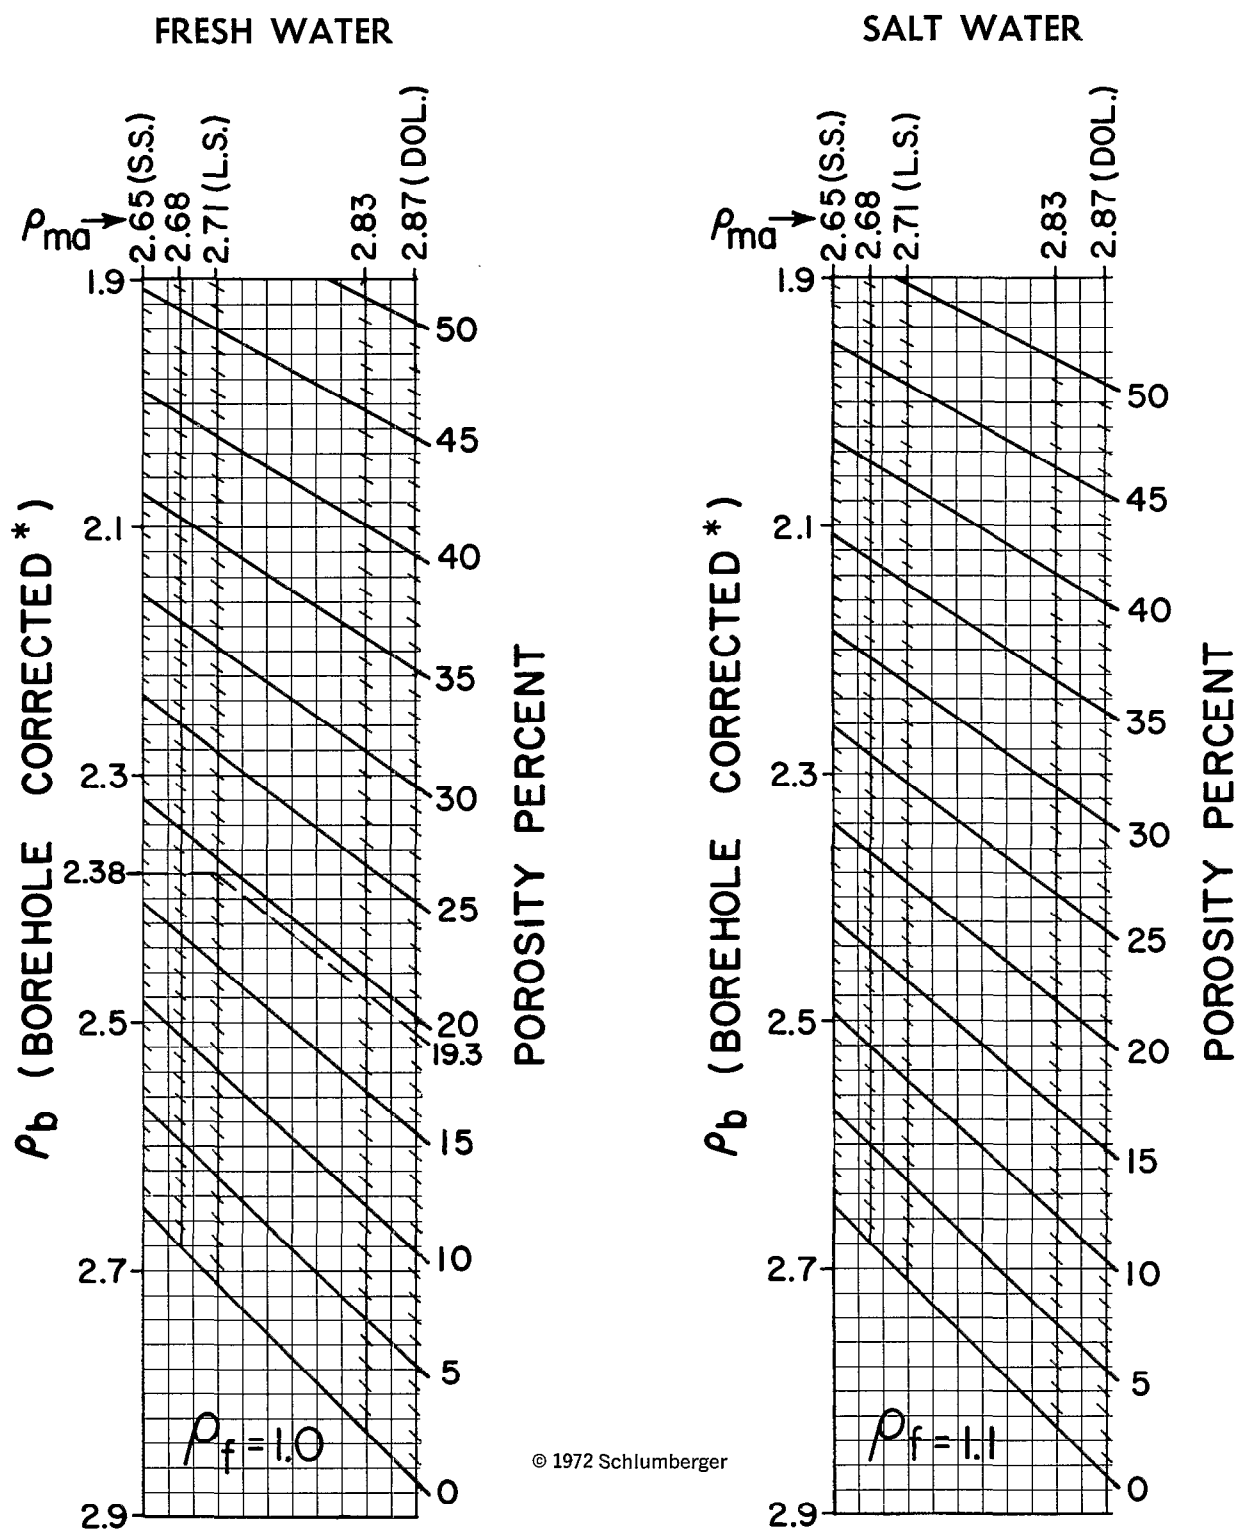 FRESH WATER
ρma →
2.65 (S.S.)
2.68
2.71 (L.S.)
2.83
2.87 (DOL.)
1.9
2.1
2.3
2.38
2.5
2.7
2.9
ρb (BOREHOLE CORRECTED *)
50
45
40
35
30
25
20
19.3
15
10
5
0
POROSITY PERCENT
ρf = 1.0
SALT WATER
ρma →
2.65 (S.S.)
2.68
2.71 (L.S.)
2.83
2.87 (DOL.)
1.9
2.1
2.3
2.5
2.7
2.9
ρb (BOREHOLE CORRECTED *)
50
45
40
35
30
25
20
15
10
5
0
POROSITY PERCENT
ρf = 1.1
© 1972 Schlumberger